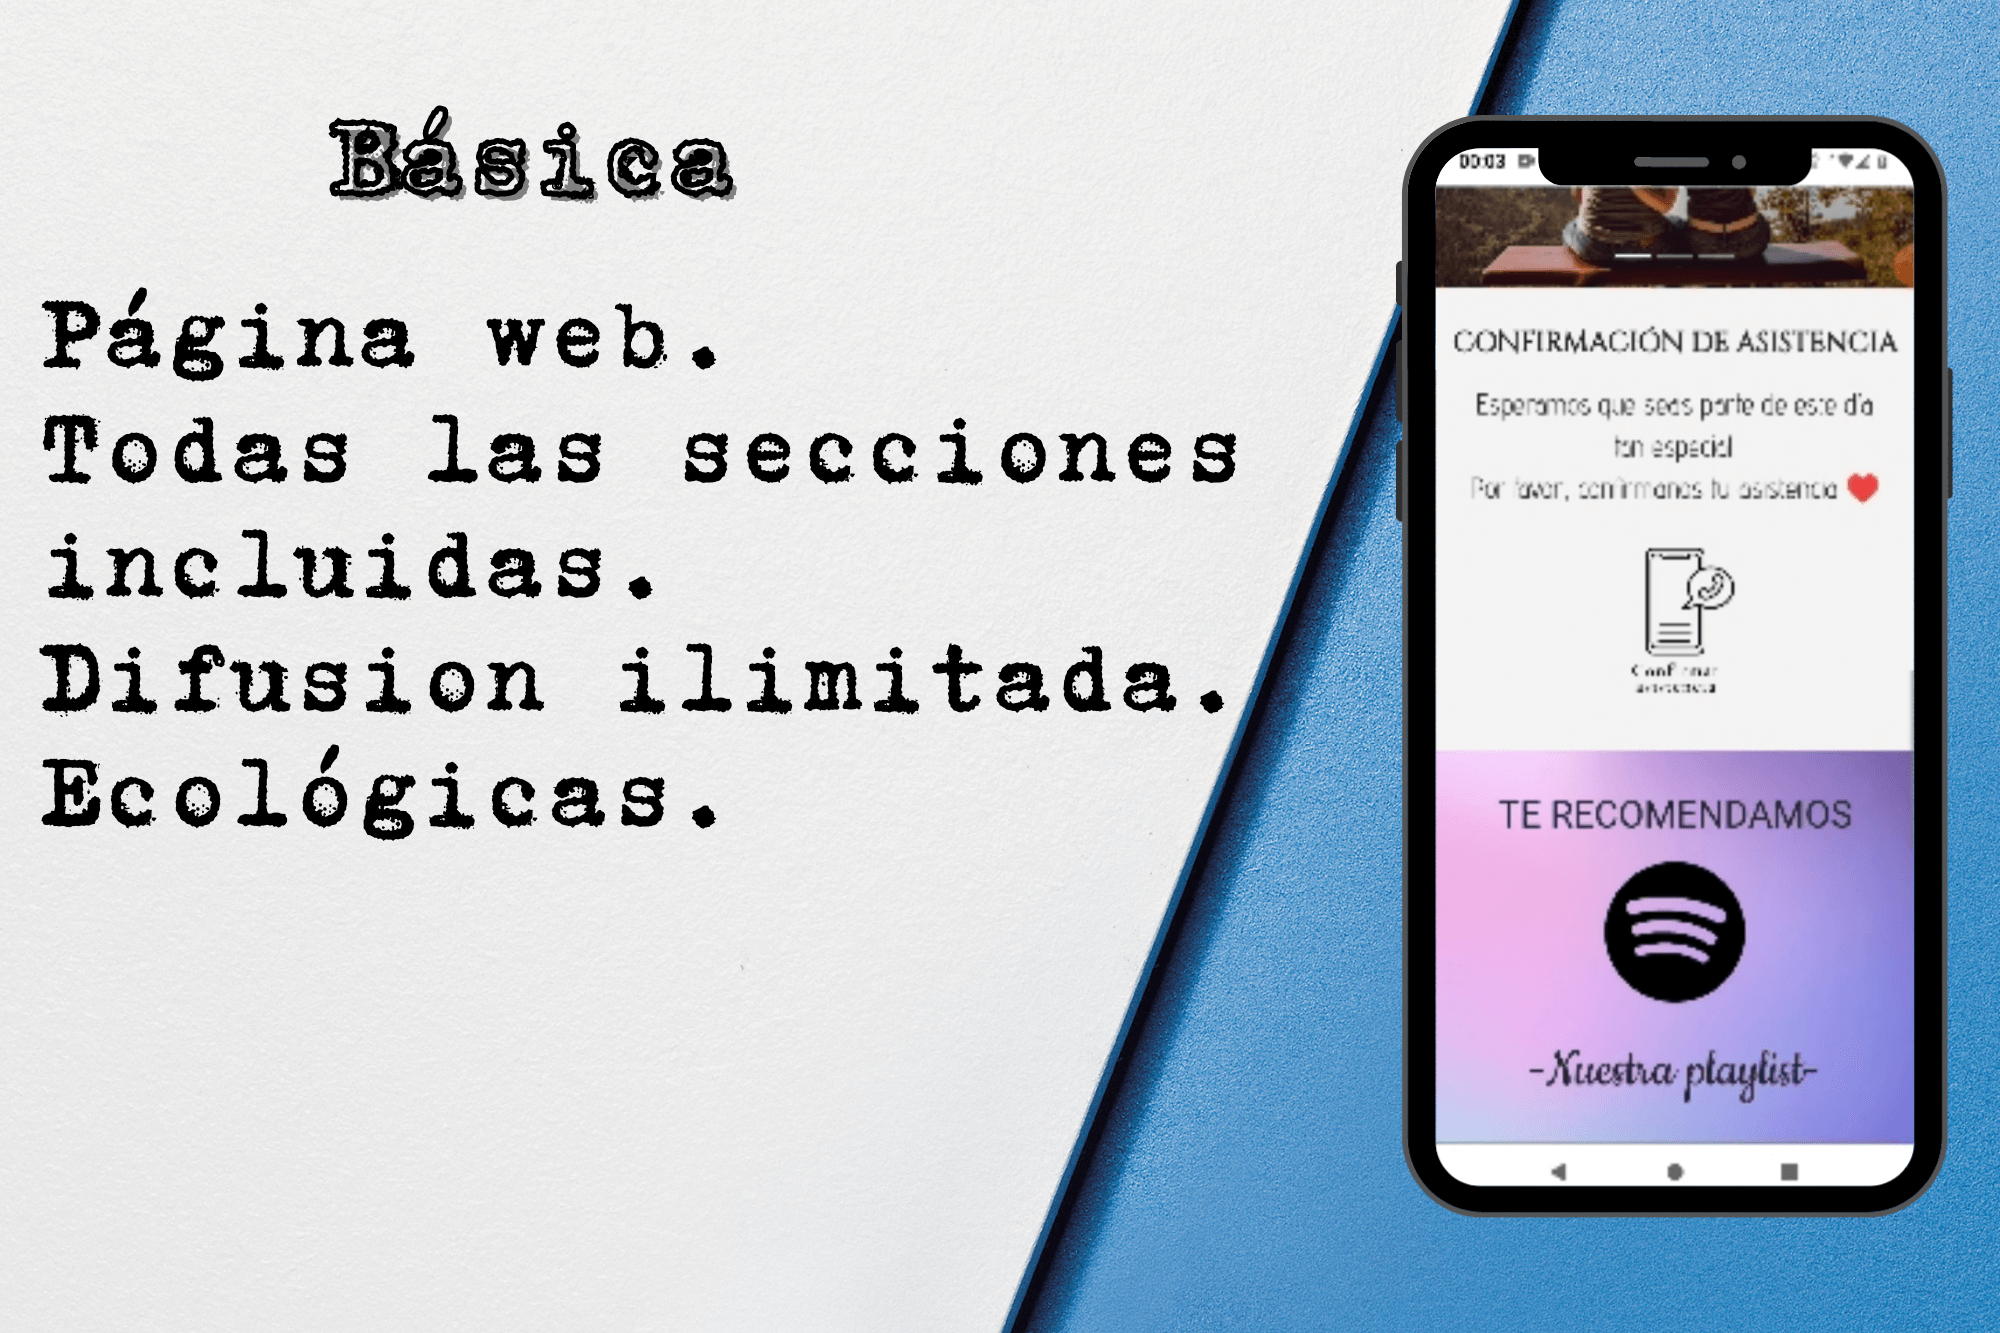 Básica
Página web.
Todas las secciones
incluidas.
Difusion ilimitada.
Ecológicas.
00:03
CONFIRMACIÓN DE ASISTENCIA
Esperamos que seas parte de este día
tan especial
Por favor, confirmanos tu asistencia
Confirmar
asistencia
TE RECOMENDAMOS
-Nuestra playlist-